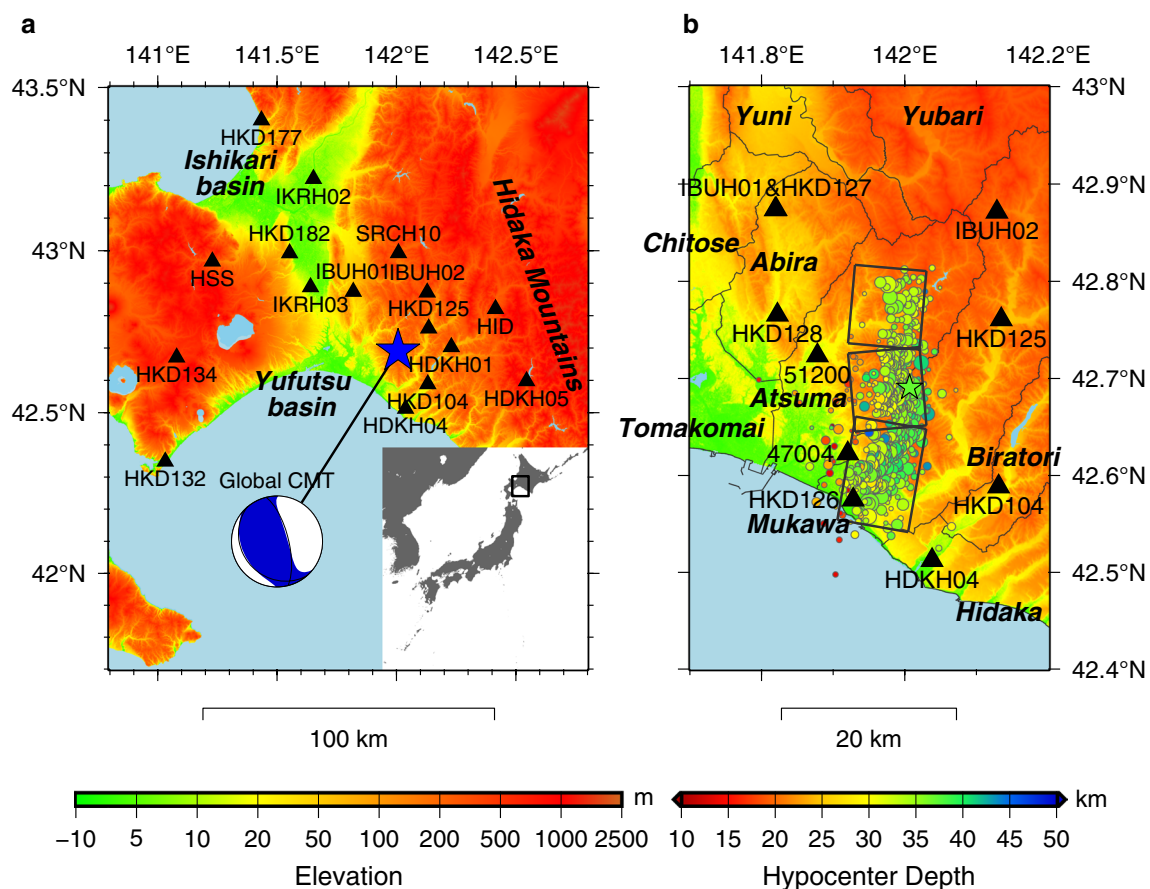 a
141°E 141.5°E 142°E 142.5°E
43.5°N
43°N
42.5°N
42°N
HKD177
Ishikari
basin
IKRH02
HKD182
SRCH10
HSS
IBUH01
IBUH02
IKRH03
HKD125
HID
Hidaka Mountains
HKD134
HDKH01
Yufutsu
basin
HKD104
HDKH05
HDKH04
HKD132
Global CMT
100 km
b
141.8°E 142°E 142.2°E
43°N
42.9°N
42.8°N
42.7°N
42.6°N
42.5°N
42.4°N
Yuni
Yubari
IBUH01&HKD127
IBUH02
Chitose
Abira
HKD128
HKD125
51200
Atsuma
Tomakomai
47004
Biratori
HKD126
HKD104
Mukawa
HDKH04
Hidaka
20 km
m
−10 5 10 20 50 100 200 500 1000 2500
Elevation
km
10 15 20 25 30 35 40 45 50
Hypocenter Depth